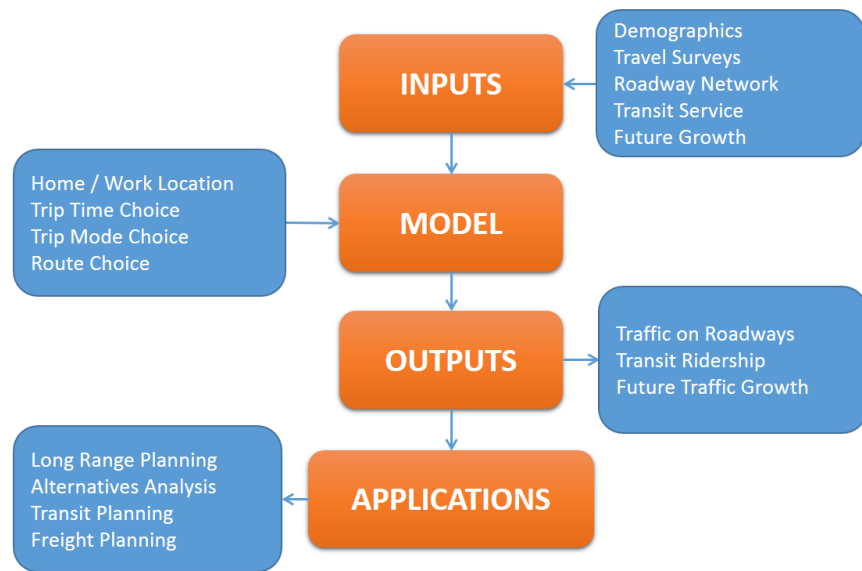 INPUTS
Demographics
Travel Surveys
Roadway Network
Transit Service
Future Growth
Home / Work Location
Trip Time Choice
Trip Mode Choice
Route Choice
MODEL
OUTPUTS
Traffic on Roadways
Transit Ridership
Future Traffic Growth
Long Range Planning
Alternatives Analysis
Transit Planning
Freight Planning
APPLICATIONS